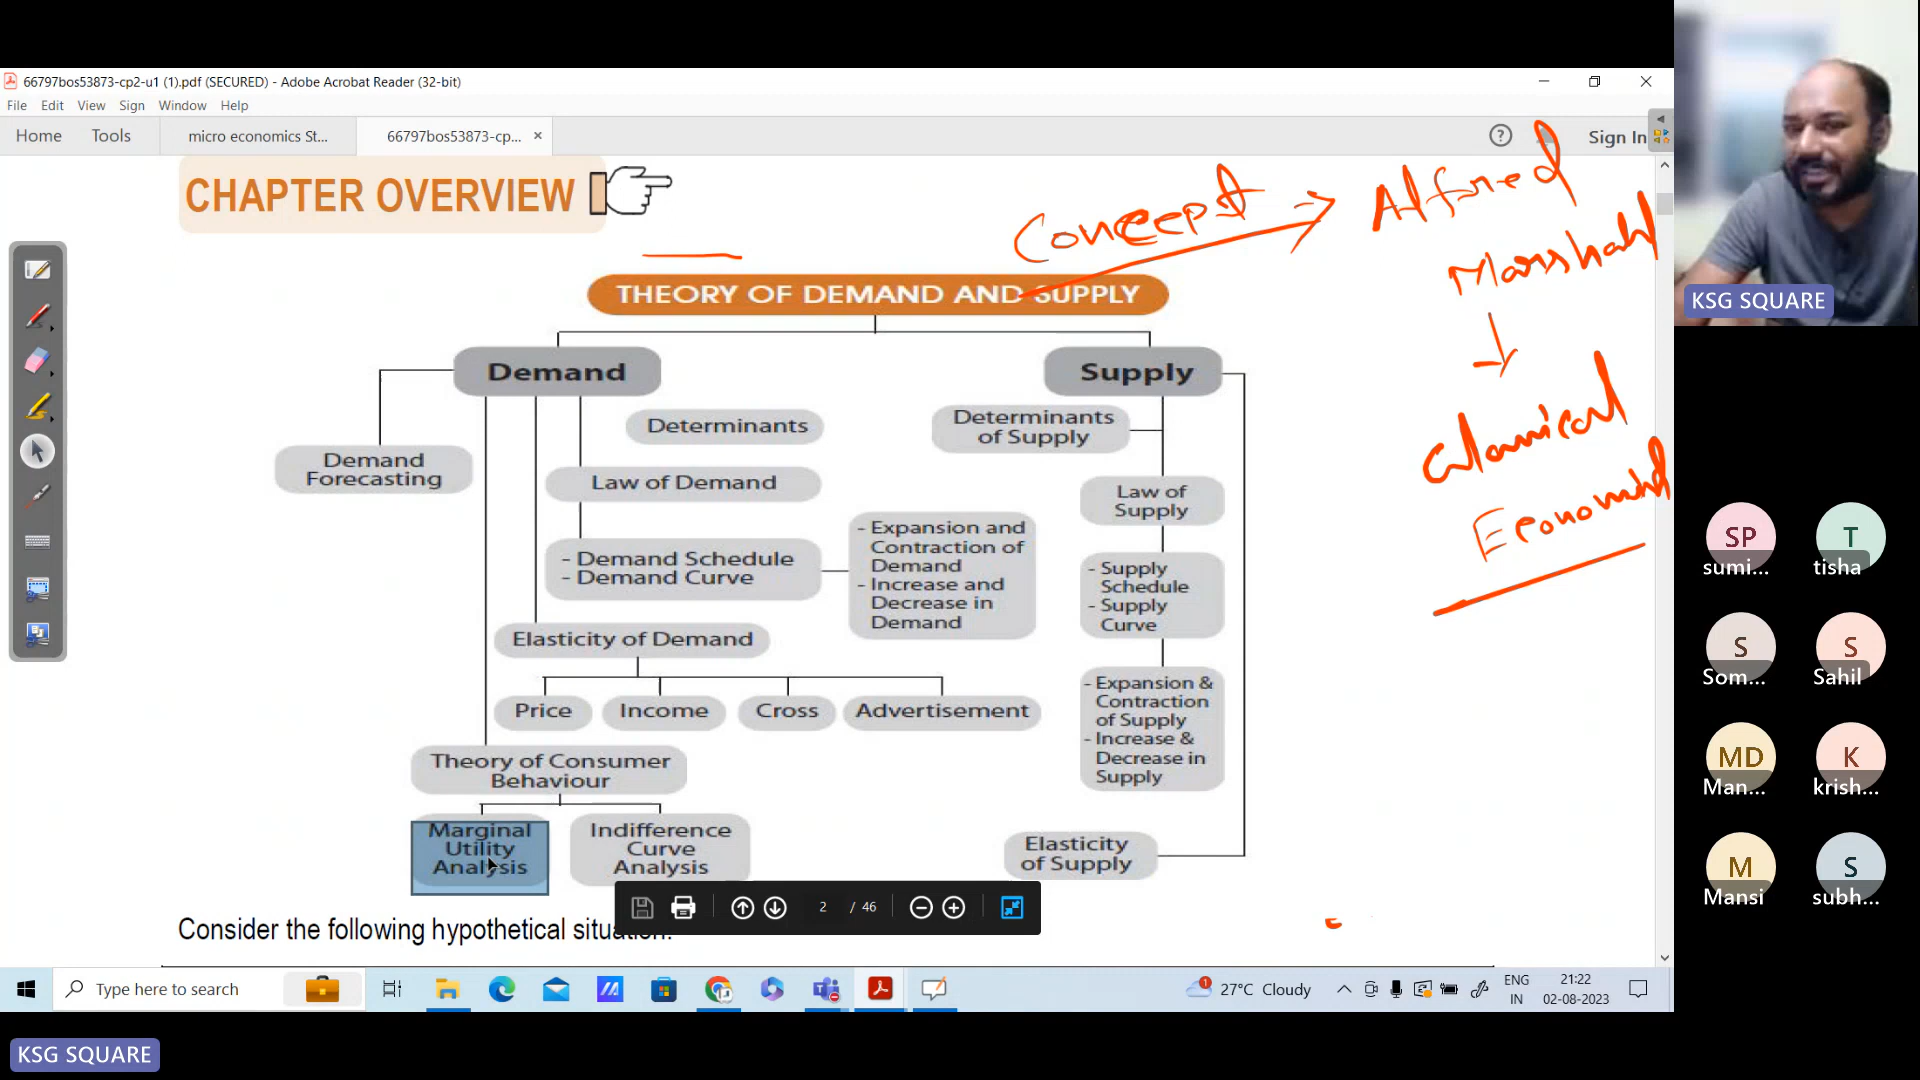 66797bos53873-cp2-u1 (1).pdf (SECURED) - Adobe Acrobat Reader (32-bit)
File Edit View Sign Window Help
Home Tools micro economics St... 66797bos53873-cp... × Sign In
CHAPTER OVERVIEW
Concept → Alfred
Marshall
Classical
Economist
THEORY OF DEMAND AND SUPPLY
Demand
Supply
Demand
Forecasting
Determinants
Law of Demand
- Demand Schedule
- Demand Curve
- Expansion and
Contraction of
Demand
- Increase and
Decrease in
Demand
Elasticity of Demand
Price Income Cross Advertisement
Theory of Consumer
Behaviour
Marginal
Utility
Analysis
Indifference
Curve
Analysis
Determinants
of Supply
Law of
Supply
- Supply
Schedule
- Supply
Curve
- Expansion &
Contraction
of Supply
- Increase &
Decrease in
Supply
Elasticity
of Supply
2 / 46
Consider the following hypothetical situation:
KSG SQUARE
SP
sumi...
T
tisha
S
Som...
S
Sahil
MD
Man...
K
krish...
M
Mansi
S
subh...
Type here to search
1
27°C Cloudy
ENG
IN
21:22
02-08-2023
KSG SQUARE